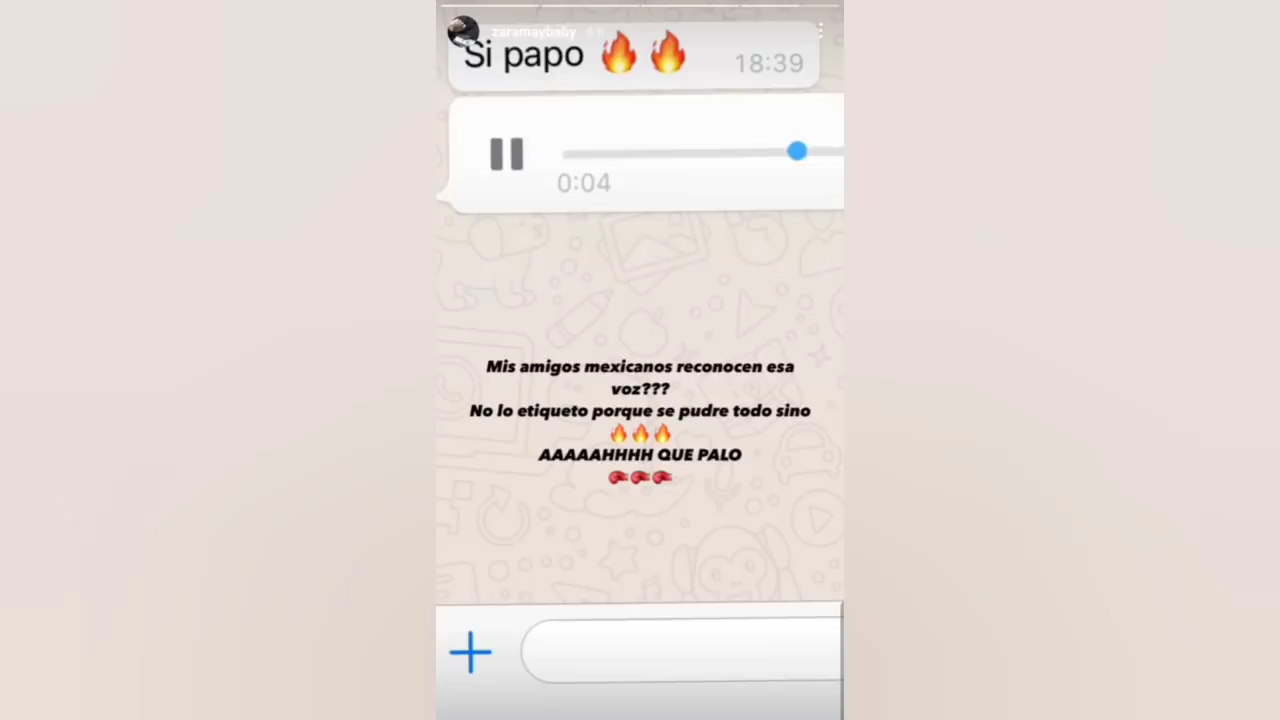 zaramaybaby
Si papo 🔥🔥 18:39
0:04
Mis amigos mexicanos reconocen esa
voz???
No lo etiqueto porque se pudre todo sino
🔥🔥🔥
AAAAAHHHH QUE PALO